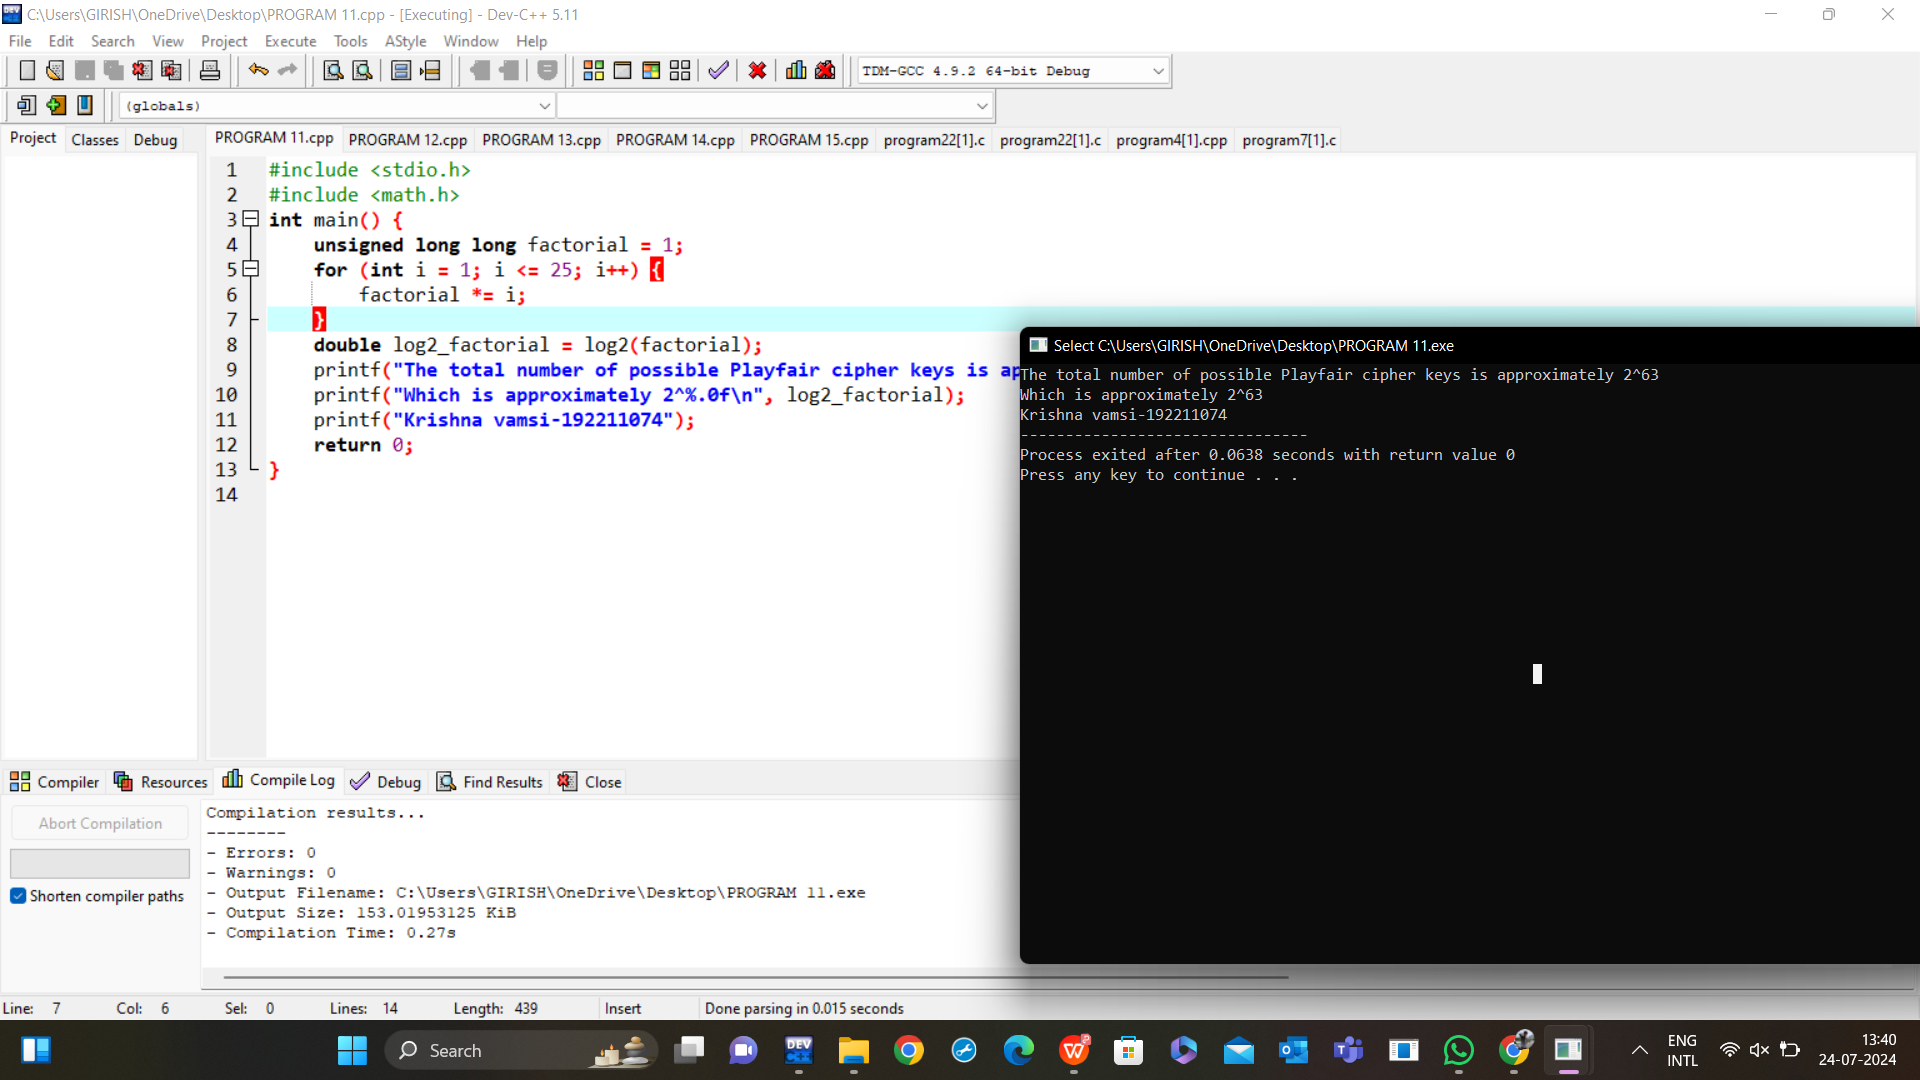 C:\Users\GIRISH\OneDrive\Desktop\PROGRAM 11.cpp - [Executing] - Dev-C++ 5.11
File Edit Search View Project Execute Tools AStyle Window Help
TDM-GCC 4.9.2 64-bit Debug
(globals)
Project Classes Debug
PROGRAM 11.cpp PROGRAM 12.cpp PROGRAM 13.cpp PROGRAM 14.cpp PROGRAM 15.cpp program22[1].c program22[1].c program4[1].cpp program7[1].c
1 #include <stdio.h>
2 #include <math.h>
3 int main() {
4 unsigned long long factorial = 1;
5 for (int i = 1; i <= 25; i++) {
6 factorial *= i;
7 }
8 double log2_factorial = log2(factorial);
9 printf("The total number of possible Playfair cipher keys is ap
10 printf("Which is approximately 2^%.0f\n", log2_factorial);
11 printf("Krishna vamsi-192211074");
12 return 0;
13 }
14
Select C:\Users\GIRISH\OneDrive\Desktop\PROGRAM 11.exe
The total number of possible Playfair cipher keys is approximately 2^63
Which is approximately 2^63
Krishna vamsi-192211074
--------------------------------
Process exited after 0.0638 seconds with return value 0
Press any key to continue . . .
Compiler Resources Compile Log Debug Find Results Close
Abort Compilation
Shorten compiler paths
Compilation results...
--------
- Errors: 0
- Warnings: 0
- Output Filename: C:\Users\GIRISH\OneDrive\Desktop\PROGRAM 11.exe
- Output Size: 153.01953125 KiB
- Compilation Time: 0.27s
Line: 7 Col: 6 Sel: 0 Lines: 14 Length: 439 Insert Done parsing in 0.015 seconds
Search
DEV C++
ENG
INTL
13:40
24-07-2024